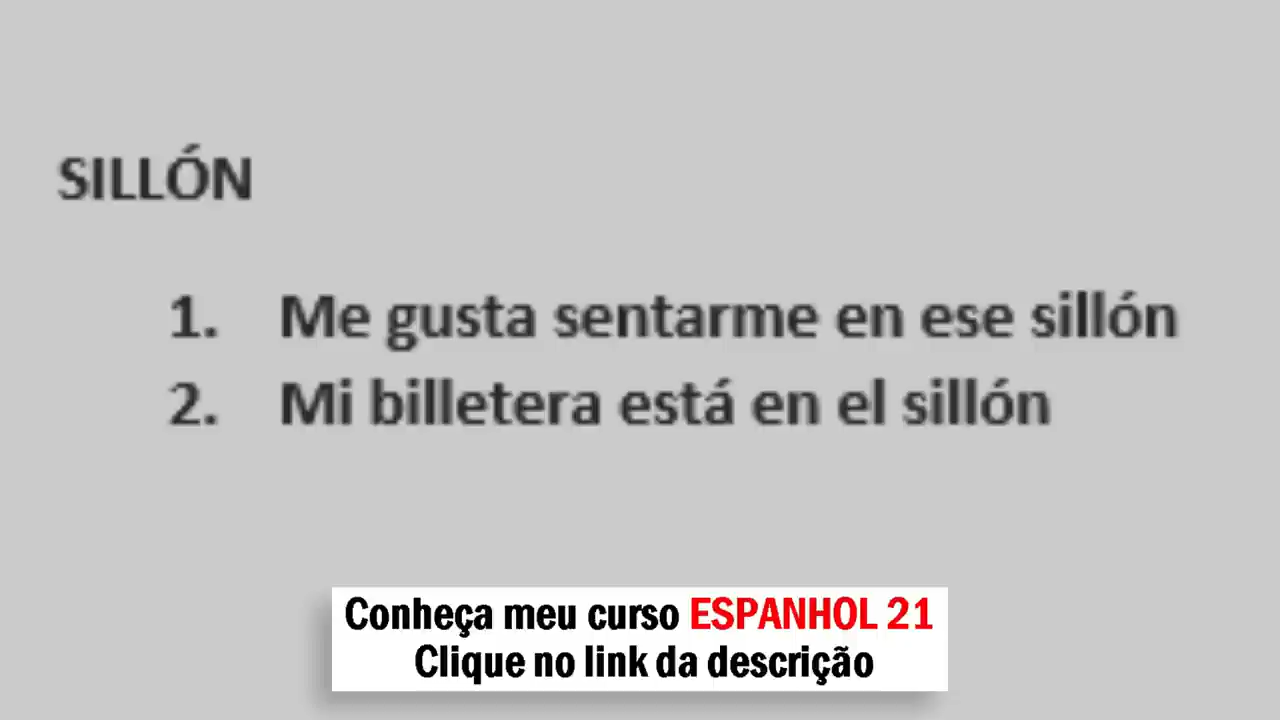 SILLÓN
1. Me gusta sentarme en ese sillón
2. Mi billetera está en el sillón
Conheça meu curso ESPANHOL 21
Clique no link da descrição